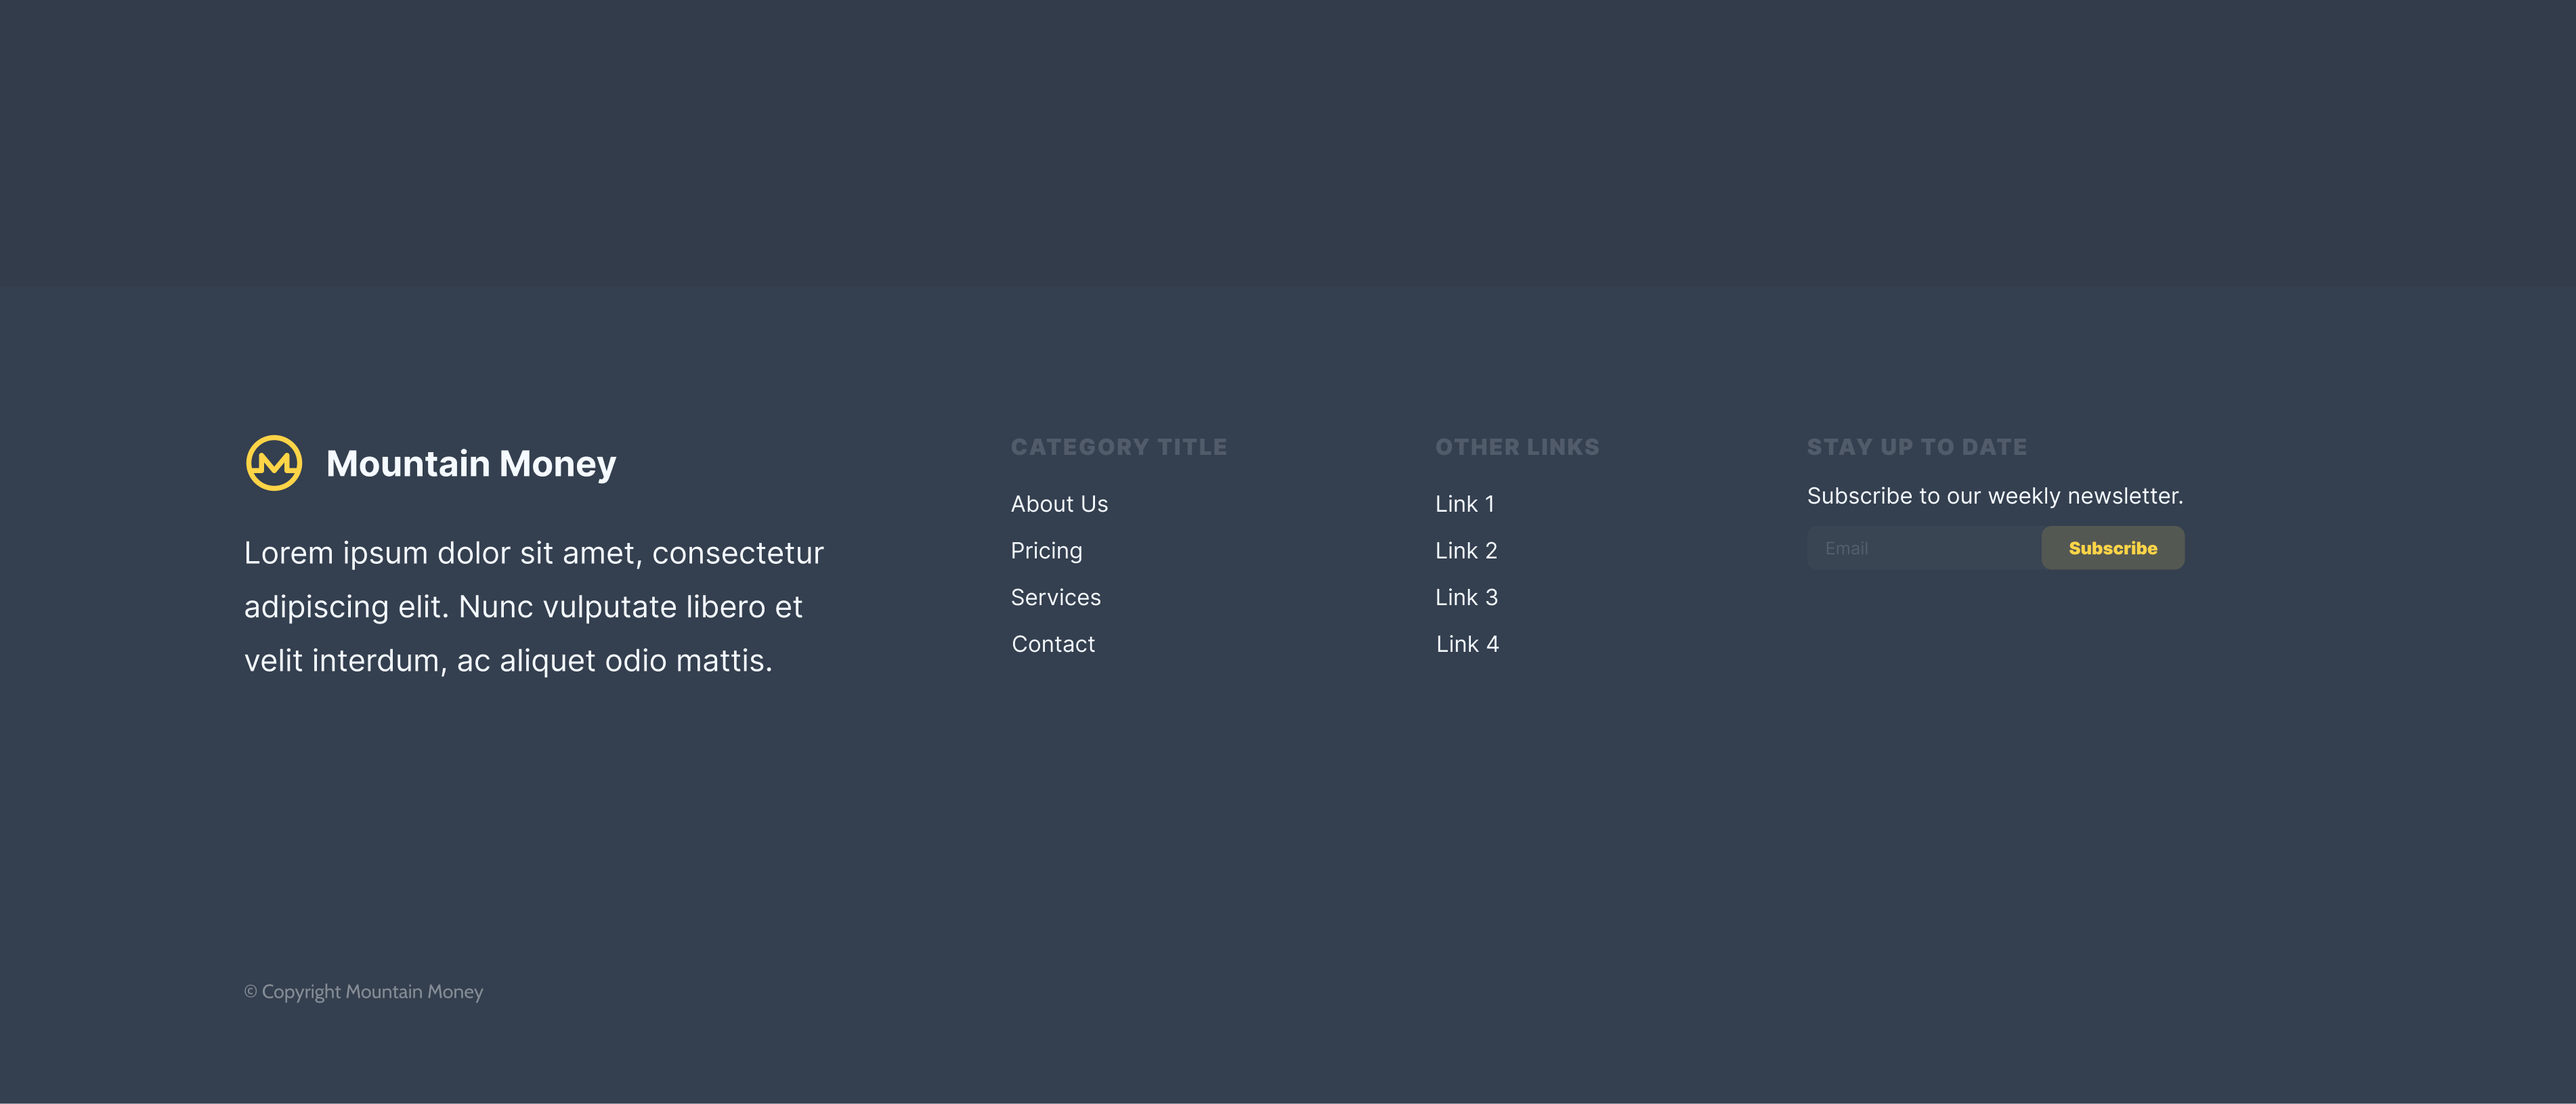 Mountain Money
Lorem ipsum dolor sit amet, consectetur
adipiscing elit. Nunc vulputate libero et
velit interdum, ac aliquet odio mattis.
CATEGORY TITLE
About Us
Pricing
Services
Contact
OTHER LINKS
Link 1
Link 2
Link 3
Link 4
STAY UP TO DATE
Subscribe to our weekly newsletter.
Email
Subscribe
© Copyright Mountain Money